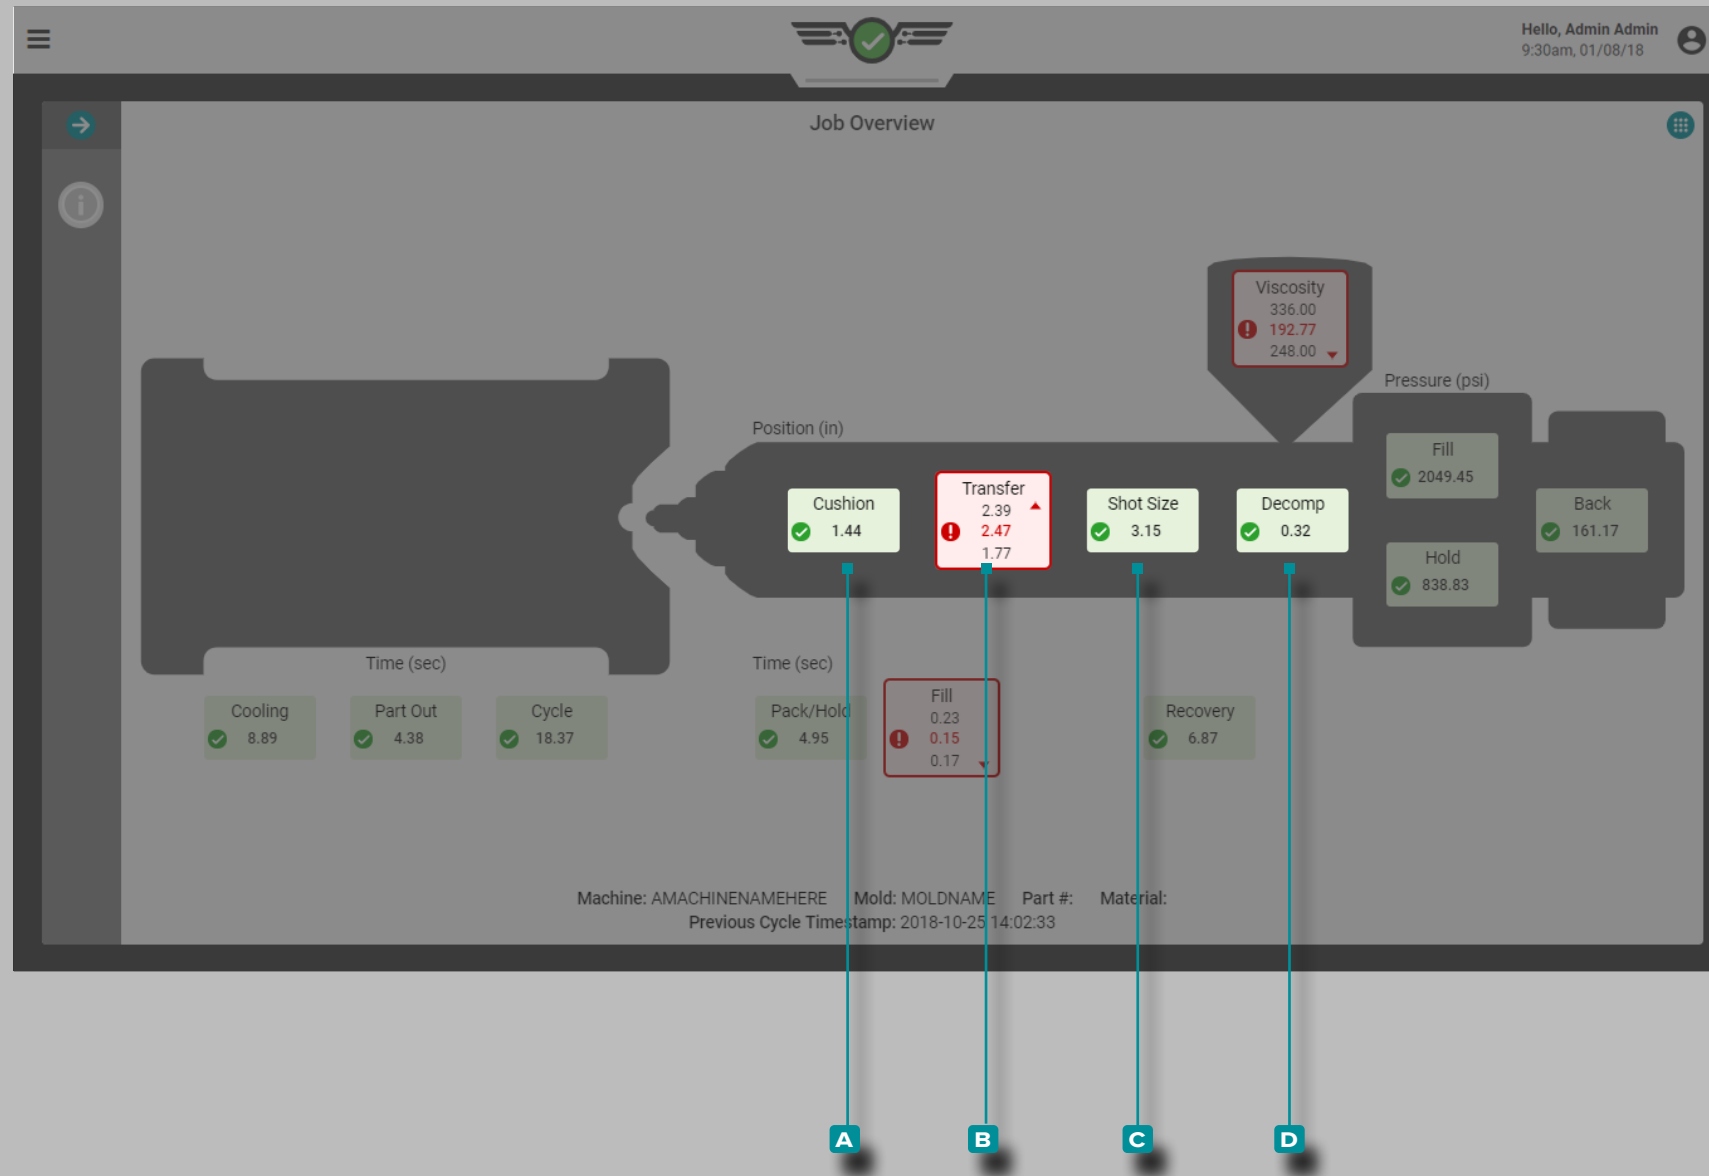 Hello, Admin Admin
9:30am, 01/08/18
Job Overview
Viscosity
336.00
192.77
248.00
Pressure (psi)
Position (in)
Fill
2049.45
Cushion
1.44
Transfer
2.39
2.47
1.77
Shot Size
3.15
Decomp
0.32
Back
161.17
Hold
838.83
Time (sec)
Time (sec)
Cooling
8.89
Part Out
4.38
Cycle
18.37
Pack/Hold
4.95
Fill
0.23
0.15
0.17
Recovery
6.87
Machine: AMACHINENAMEHERE Mold: MOLDNAME Part #: Material:
Previous Cycle Timestamp: 2018-10-25 14:02:33
A B C D